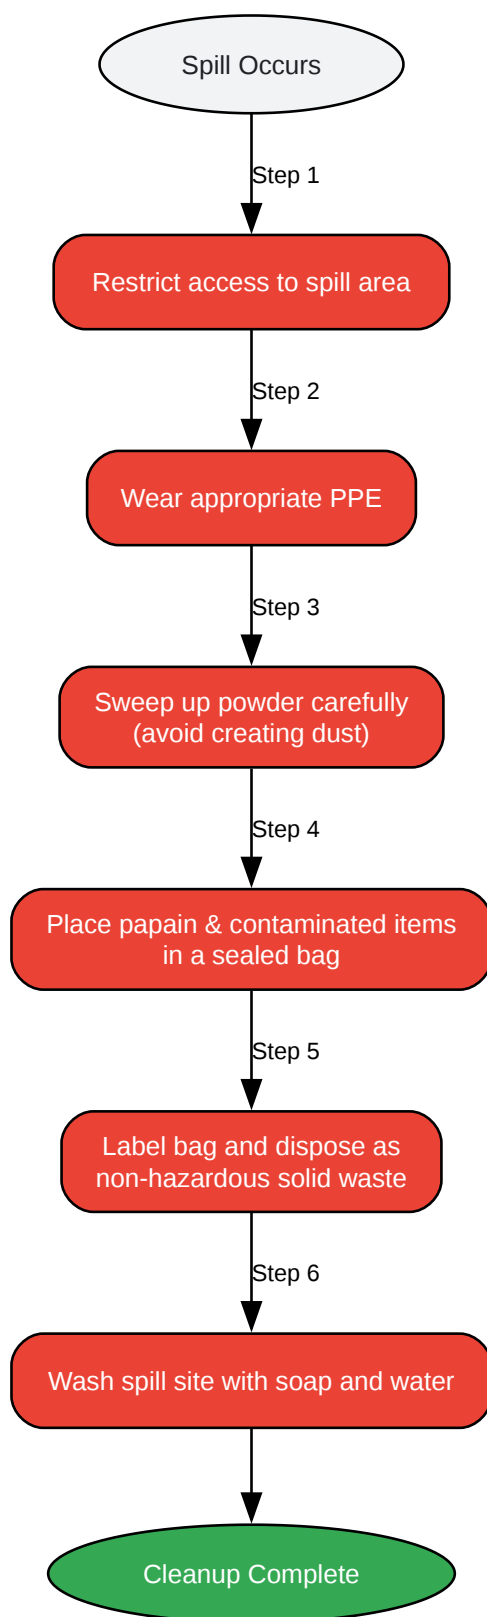 Spill Occurs
Step 1
Restrict access to spill area
Step 2
Wear appropriate PPE
Step 3
Sweep up powder carefully
(avoid creating dust)
Step 4
Place papain & contaminated items
in a sealed bag
Step 5
Label bag and dispose as
non-hazardous solid waste
Step 6
Wash spill site with soap and water
Cleanup Complete